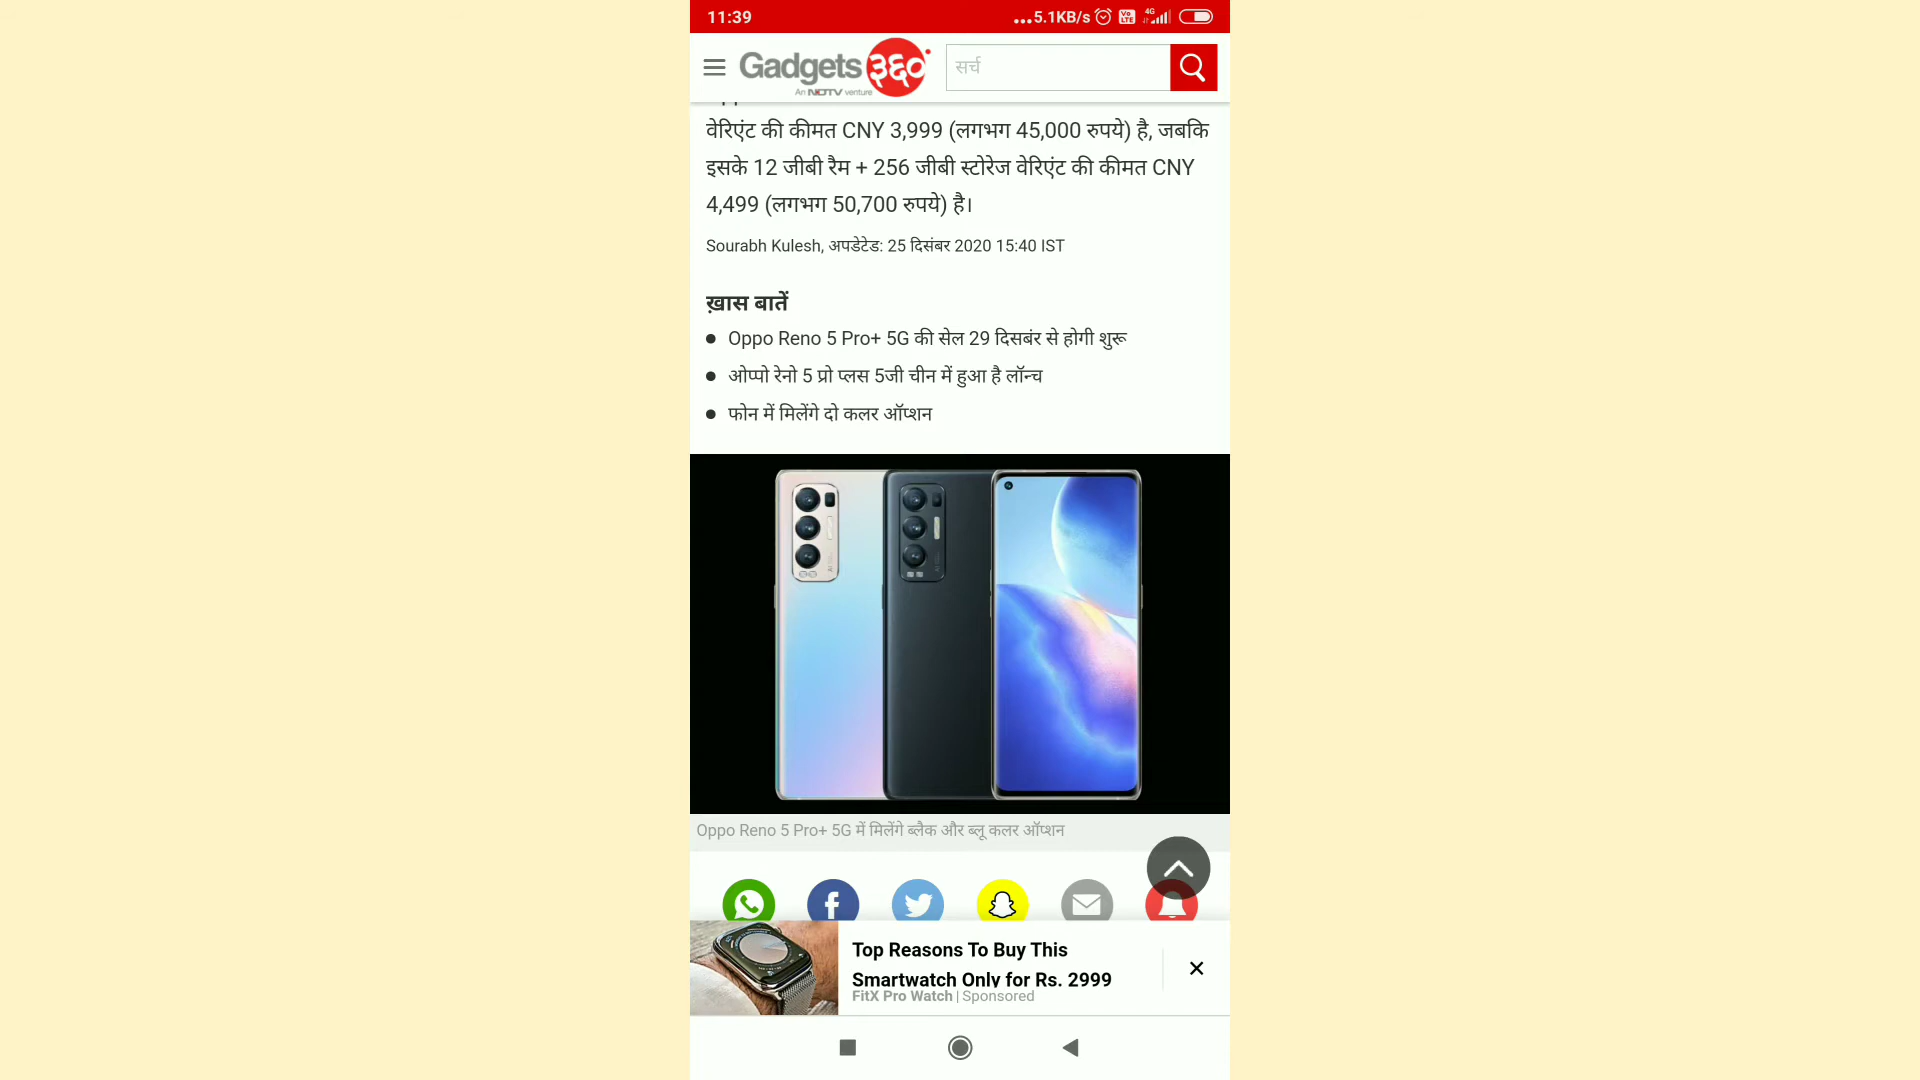 11:39
...5.1KB/s Vo LTE 4G
Gadgets ३६०
An NDTV venture
सर्च
वेरिएंट की कीमत CNY 3,999 (लगभग 45,000 रुपये) है, जबकि
इसके 12 जीबी रैम + 256 जीबी स्टोरेज वेरिएंट की कीमत CNY
4,499 (लगभग 50,700 रुपये) है।
Sourabh Kulesh, अपडेटेड: 25 दिसंबर 2020 15:40 IST
ख़ास बातें
● Oppo Reno 5 Pro+ 5G की सेल 29 दिसबंर से होगी शुरू
● ओप्पो रेनो 5 प्रो प्लस 5जी चीन में हुआ है लॉन्च
● फोन में मिलेंगे दो कलर ऑप्शन
Oppo Reno 5 Pro+ 5G में मिलेंगे ब्लैक और ब्लू कलर ऑप्शन
Top Reasons To Buy This
Smartwatch Only for Rs. 2999
FitX Pro Watch | Sponsored